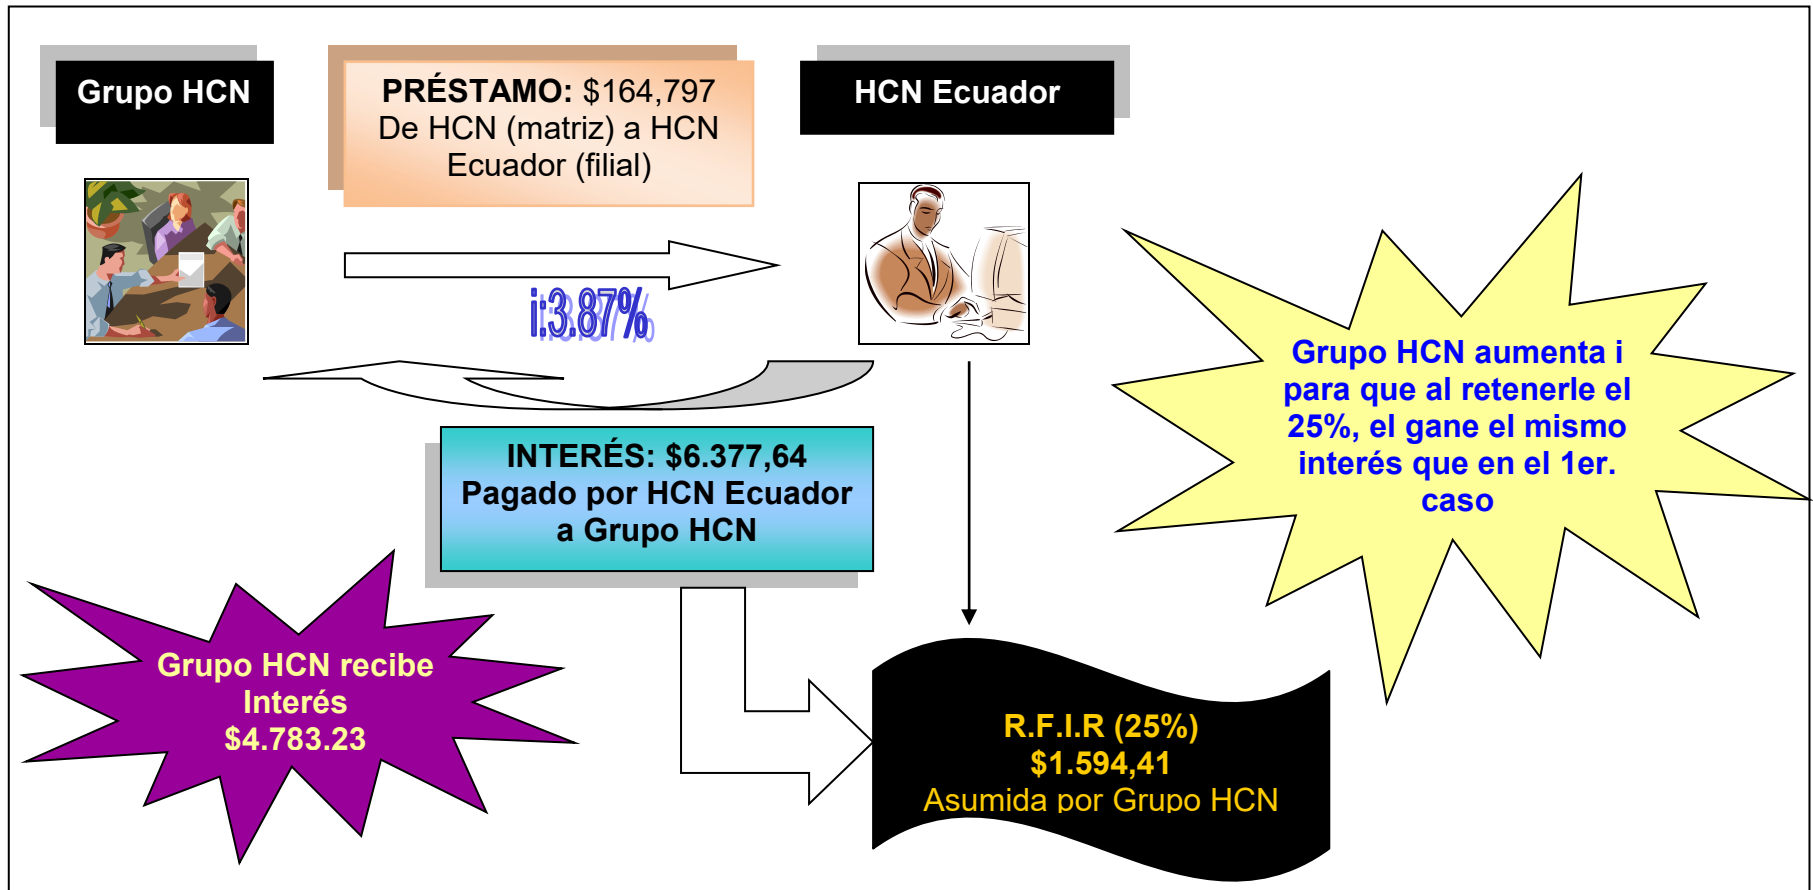 Grupo HCN
PRÉSTAMO: $164,797
De HCN (matriz) a HCN
Ecuador (filial)
HCN Ecuador
i:3.87%
Grupo HCN aumenta i
para que al retenerle el
25%, el gane el mismo
interés que en el 1er.
caso
INTERÉS: $6.377,64
Pagado por HCN Ecuador
a Grupo HCN
Grupo HCN recibe
Interés
$4.783.23
R.F.I.R (25%)
$1.594,41
Asumida por Grupo HCN